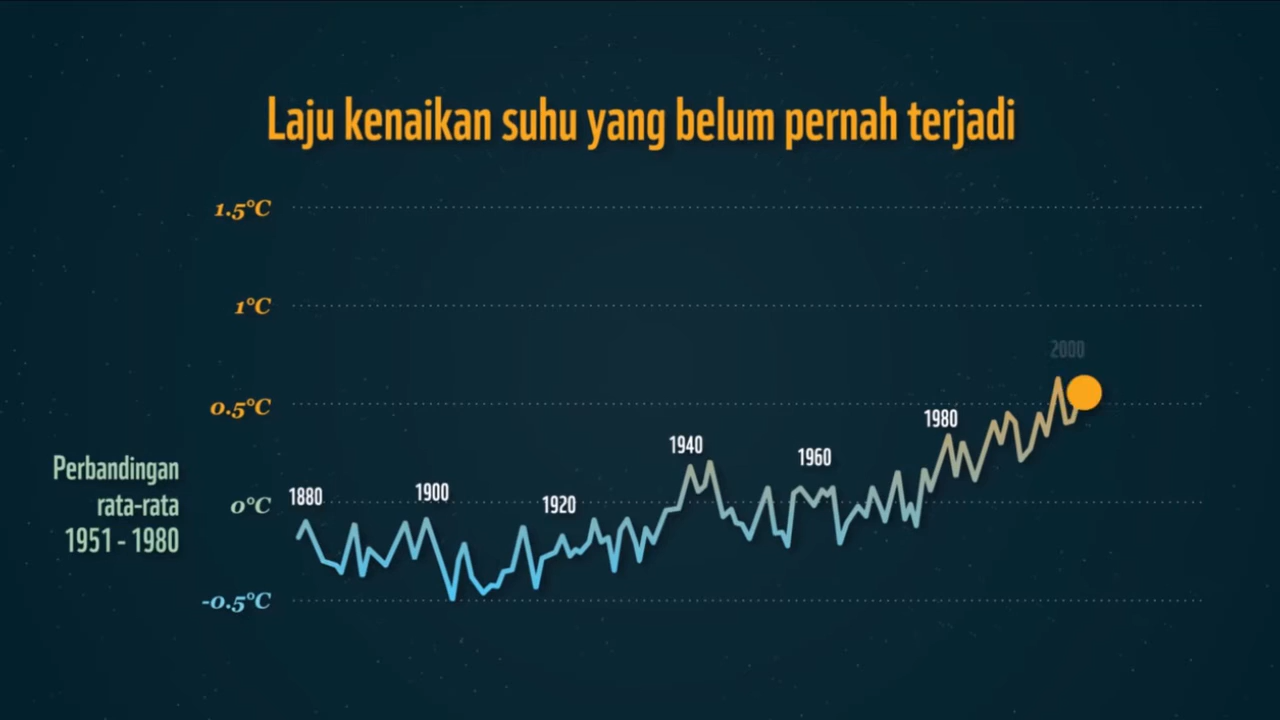 Laju kenaikan suhu yang belum pernah terjadi
1.5°C
1°C
2000
0.5°C
1980
1940
1960
Perbandingan
rata-rata
1951 - 1980
0°C
1880
1900
1920
-0.5°C